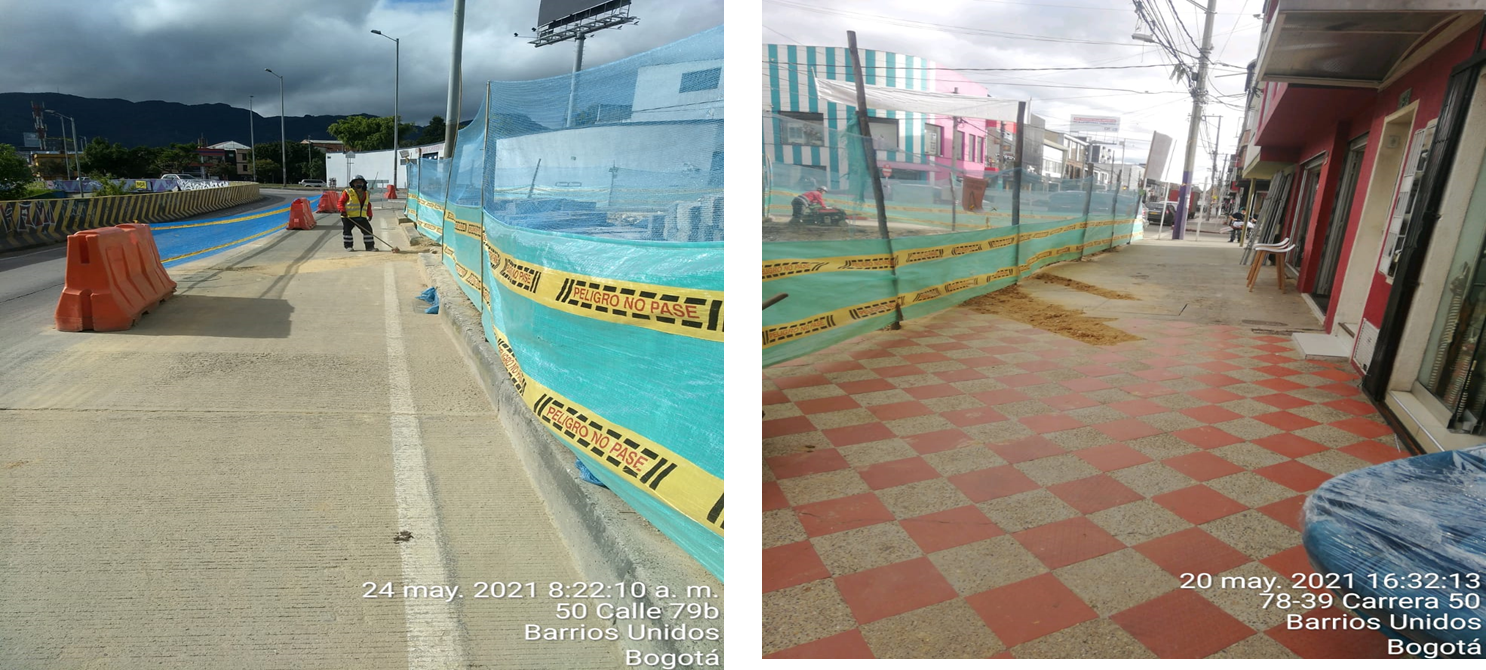 PELIGRO NO PASE
PELIGRO NO PASE
24 may. 2021 8:22:10 a. m.
50 Calle 79b
Barrios Unidos
Bogotá
20 may. 2021 16:32:13
78-39 Carrera 50
Barrios Unidos
Bogotá